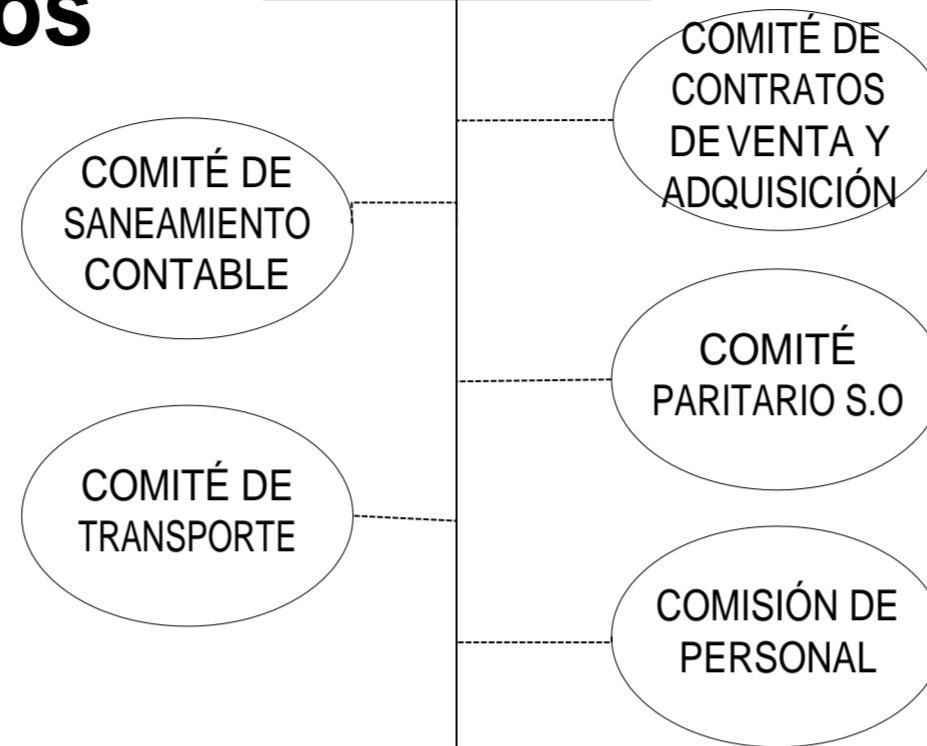 os
COMITÉ DE
SANEAMIENTO
CONTABLE
COMITÉ DE
TRANSPORTE
COMITÉ DE
CONTRATOS
DE VENTA Y
ADQUISICIÓN
COMITÉ
PARITARIO S.O
COMISIÓN DE
PERSONAL